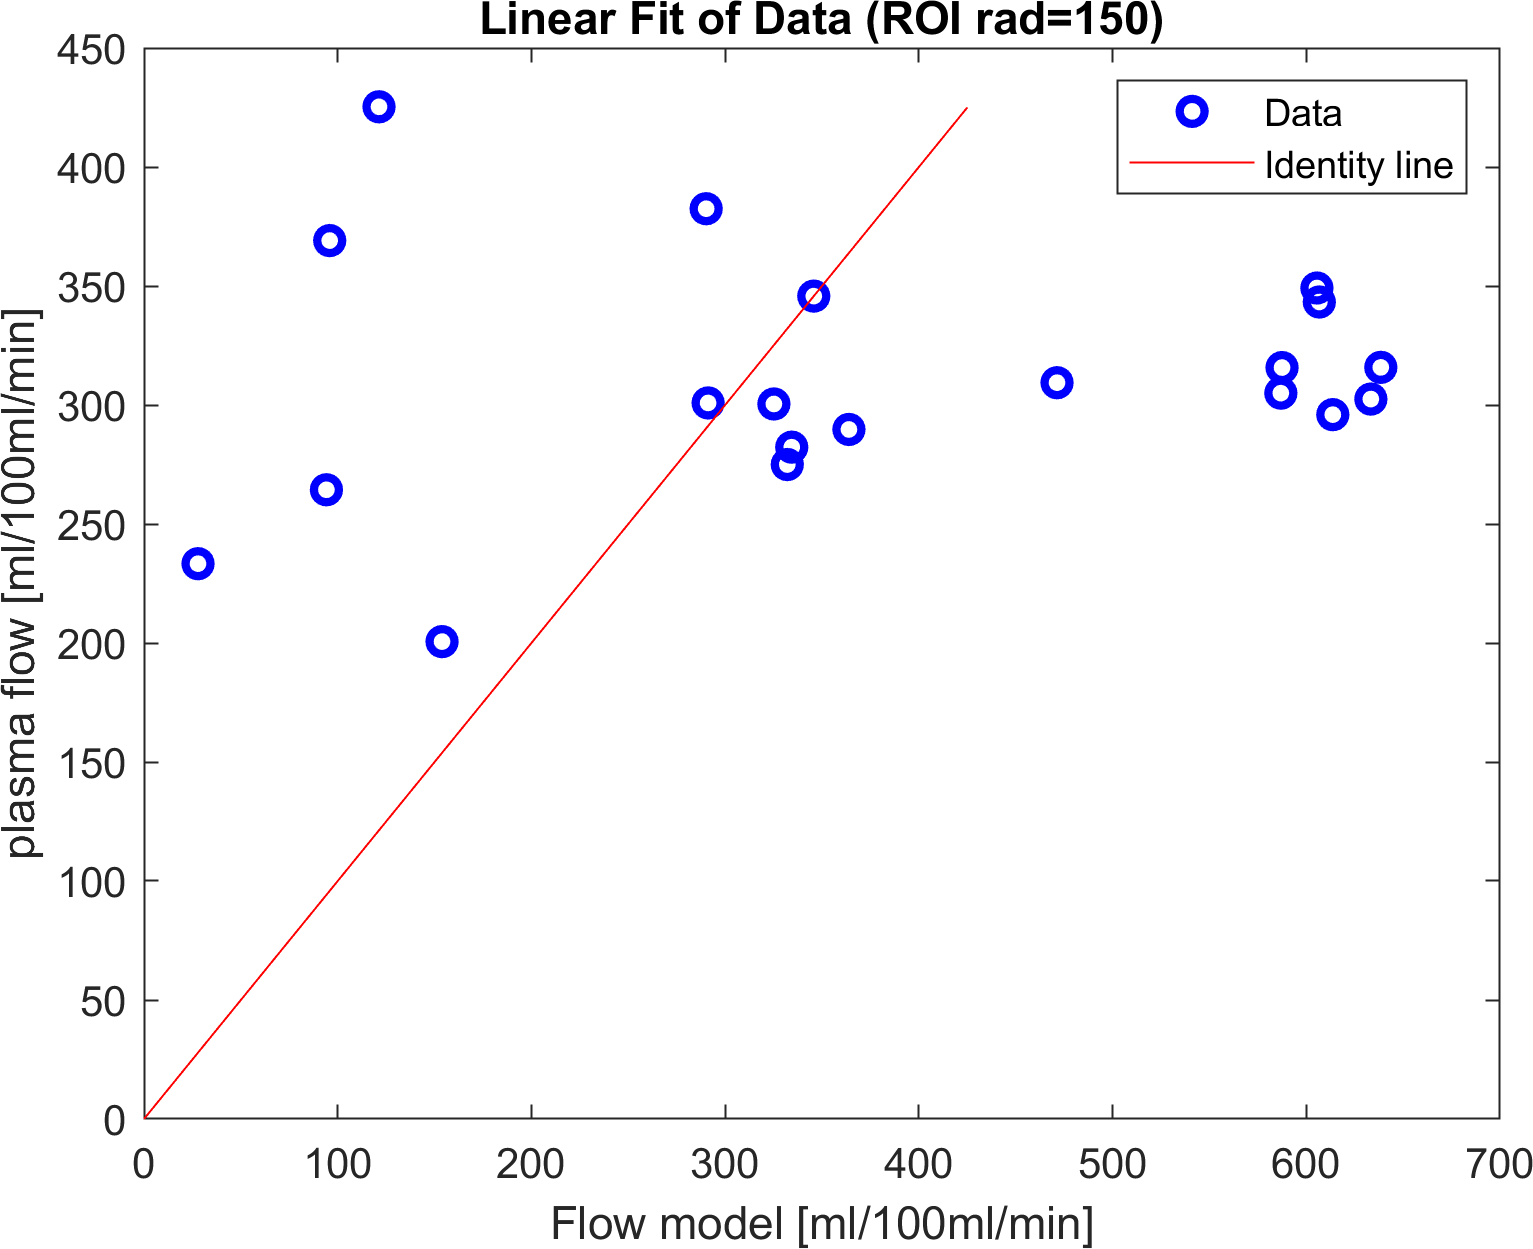 Linear Fit of Data (ROI rad=150)
450
400
350
300
250
200
150
100
50
0
plasma flow [ml/100ml/min]
Data
Identity line
0 100 200 300 400 500 600 700
Flow model [ml/100ml/min]